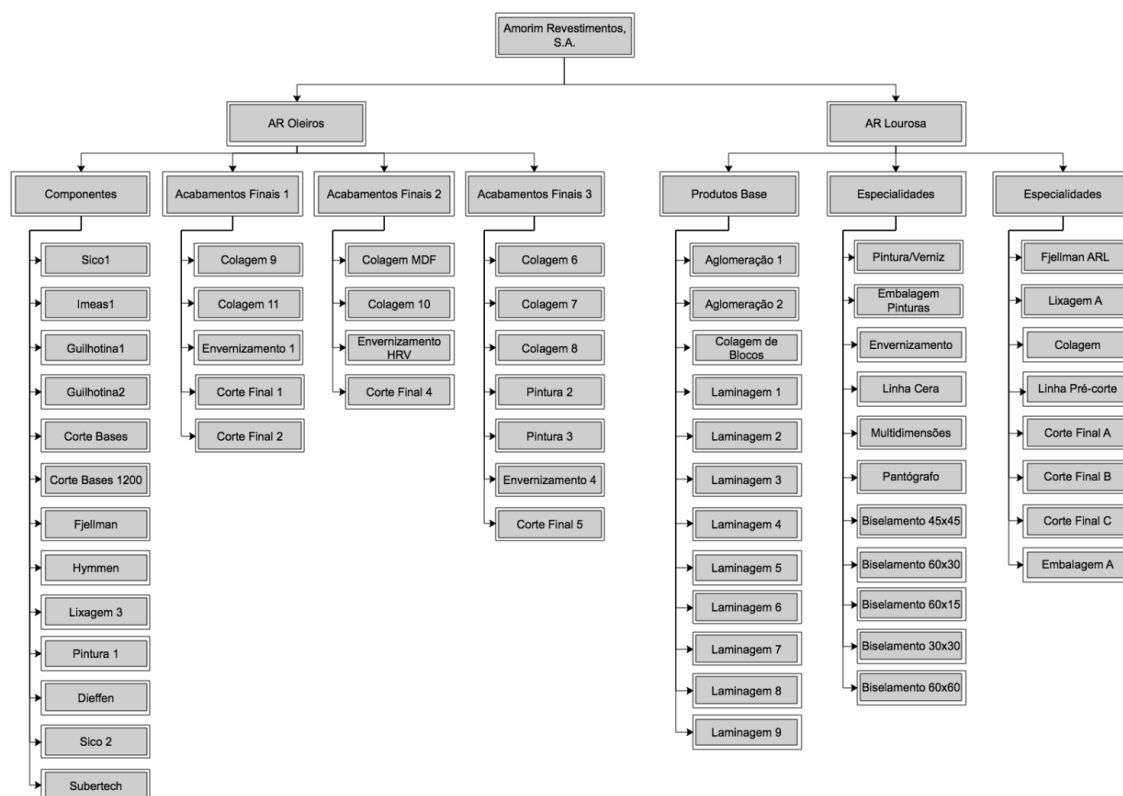 Amorim Revestimentos,
S.A.
AR Oleiros
AR Lourosa
Componentes
Acabamentos Finais 1
Acabamentos Finais 2
Acabamentos Finais 3
Produtos Base
Especialidades
Especialidades
Sico1
Imeas1
Guilhotina1
Guilhotina2
Corte Bases
Corte Bases 1200
Fjellman
Hymmen
Lixagem 3
Pintura 1
Dieffen
Sico 2
Subertech
Colagem 9
Colagem 11
Envernizamento 1
Corte Final 1
Corte Final 2
Colagem MDF
Colagem 10
Envernizamento
HRV
Corte Final 4
Colagem 6
Colagem 7
Colagem 8
Pintura 2
Pintura 3
Envernizamento 4
Corte Final 5
Aglomeração 1
Aglomeração 2
Colagem de
Blocos
Laminagem 1
Laminagem 2
Laminagem 3
Laminagem 4
Laminagem 5
Laminagem 6
Laminagem 7
Laminagem 8
Laminagem 9
Pintura/Verniz
Embalagem
Pinturas
Envernizamento
Linha Cera
Multidimensões
Pantógrafo
Biselamento 45x45
Biselamento 60x30
Biselamento 60x15
Biselamento 30x30
Biselamento 60x60
Fjellman ARL
Lixagem A
Colagem
Linha Pré-corte
Corte Final A
Corte Final B
Corte Final C
Embalagem A